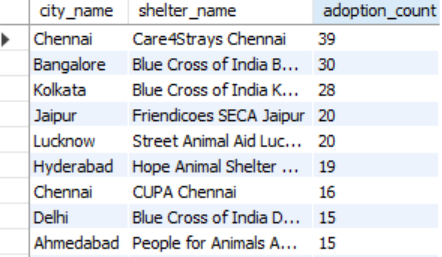 city_name shelter_name adoption_count
Chennai Care4Strays Chennai 39
Bangalore Blue Cross of India B... 30
Kolkata Blue Cross of India K... 28
Jaipur Friendicoes SECA Jaipur 20
Lucknow Street Animal Aid Luc... 20
Hyderabad Hope Animal Shelter ... 19
Chennai CUPA Chennai 16
Delhi Blue Cross of India D... 15
Ahmedabad People for Animals A... 15